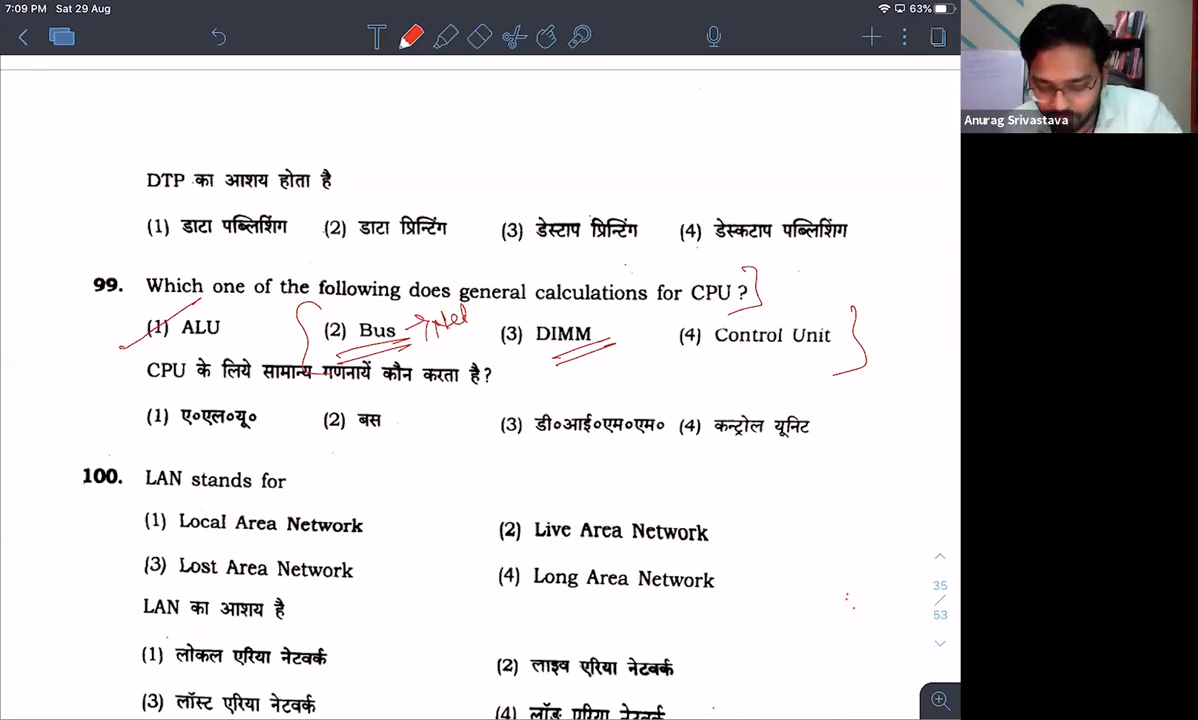 7:09 PM Sat 29 Aug 63%
Anurag Srivastava
DTP का आशय होता है
(1) डाटा पब्लिशिंग (2) डाटा प्रिन्टिंग (3) डेस्टाप प्रिन्टिंग (4) डेस्कटाप पब्लिशिंग
99. Which one of the following does general calculations for CPU ?
(1) ALU (2) Bus (3) DIMM (4) Control Unit
CPU के लिये सामान्य गणनायें कौन करता है?
(1) ए०एल०यू० (2) बस (3) डी०आई०एम०एम० (4) कन्ट्रोल यूनिट
100. LAN stands for
(1) Local Area Network (2) Live Area Network
(3) Lost Area Network (4) Long Area Network
LAN का आशय है
(1) लोकल एरिया नेटवर्क (2) लाइव एरिया नेटवर्क
(3) लॉस्ट एरिया नेटवर्क (4) लॉङ एरिया नेटवर्क
35
/
53